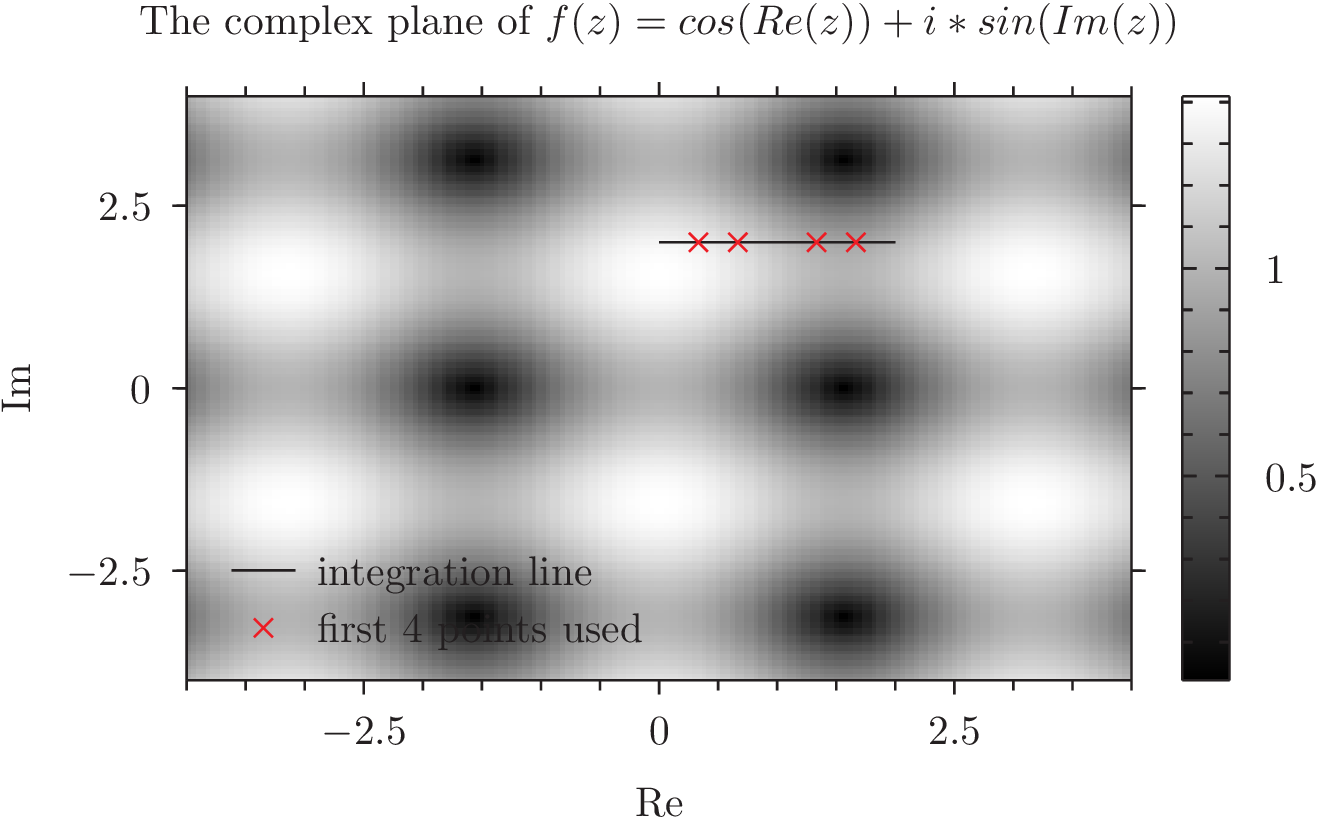 The complex plane of f(z) = cos(Re(z)) + i ∗ sin(Im(z))
2.5
1
0
0.5
−2.5
Im
integration line
first 4 points used
−2.5
0
2.5
Re